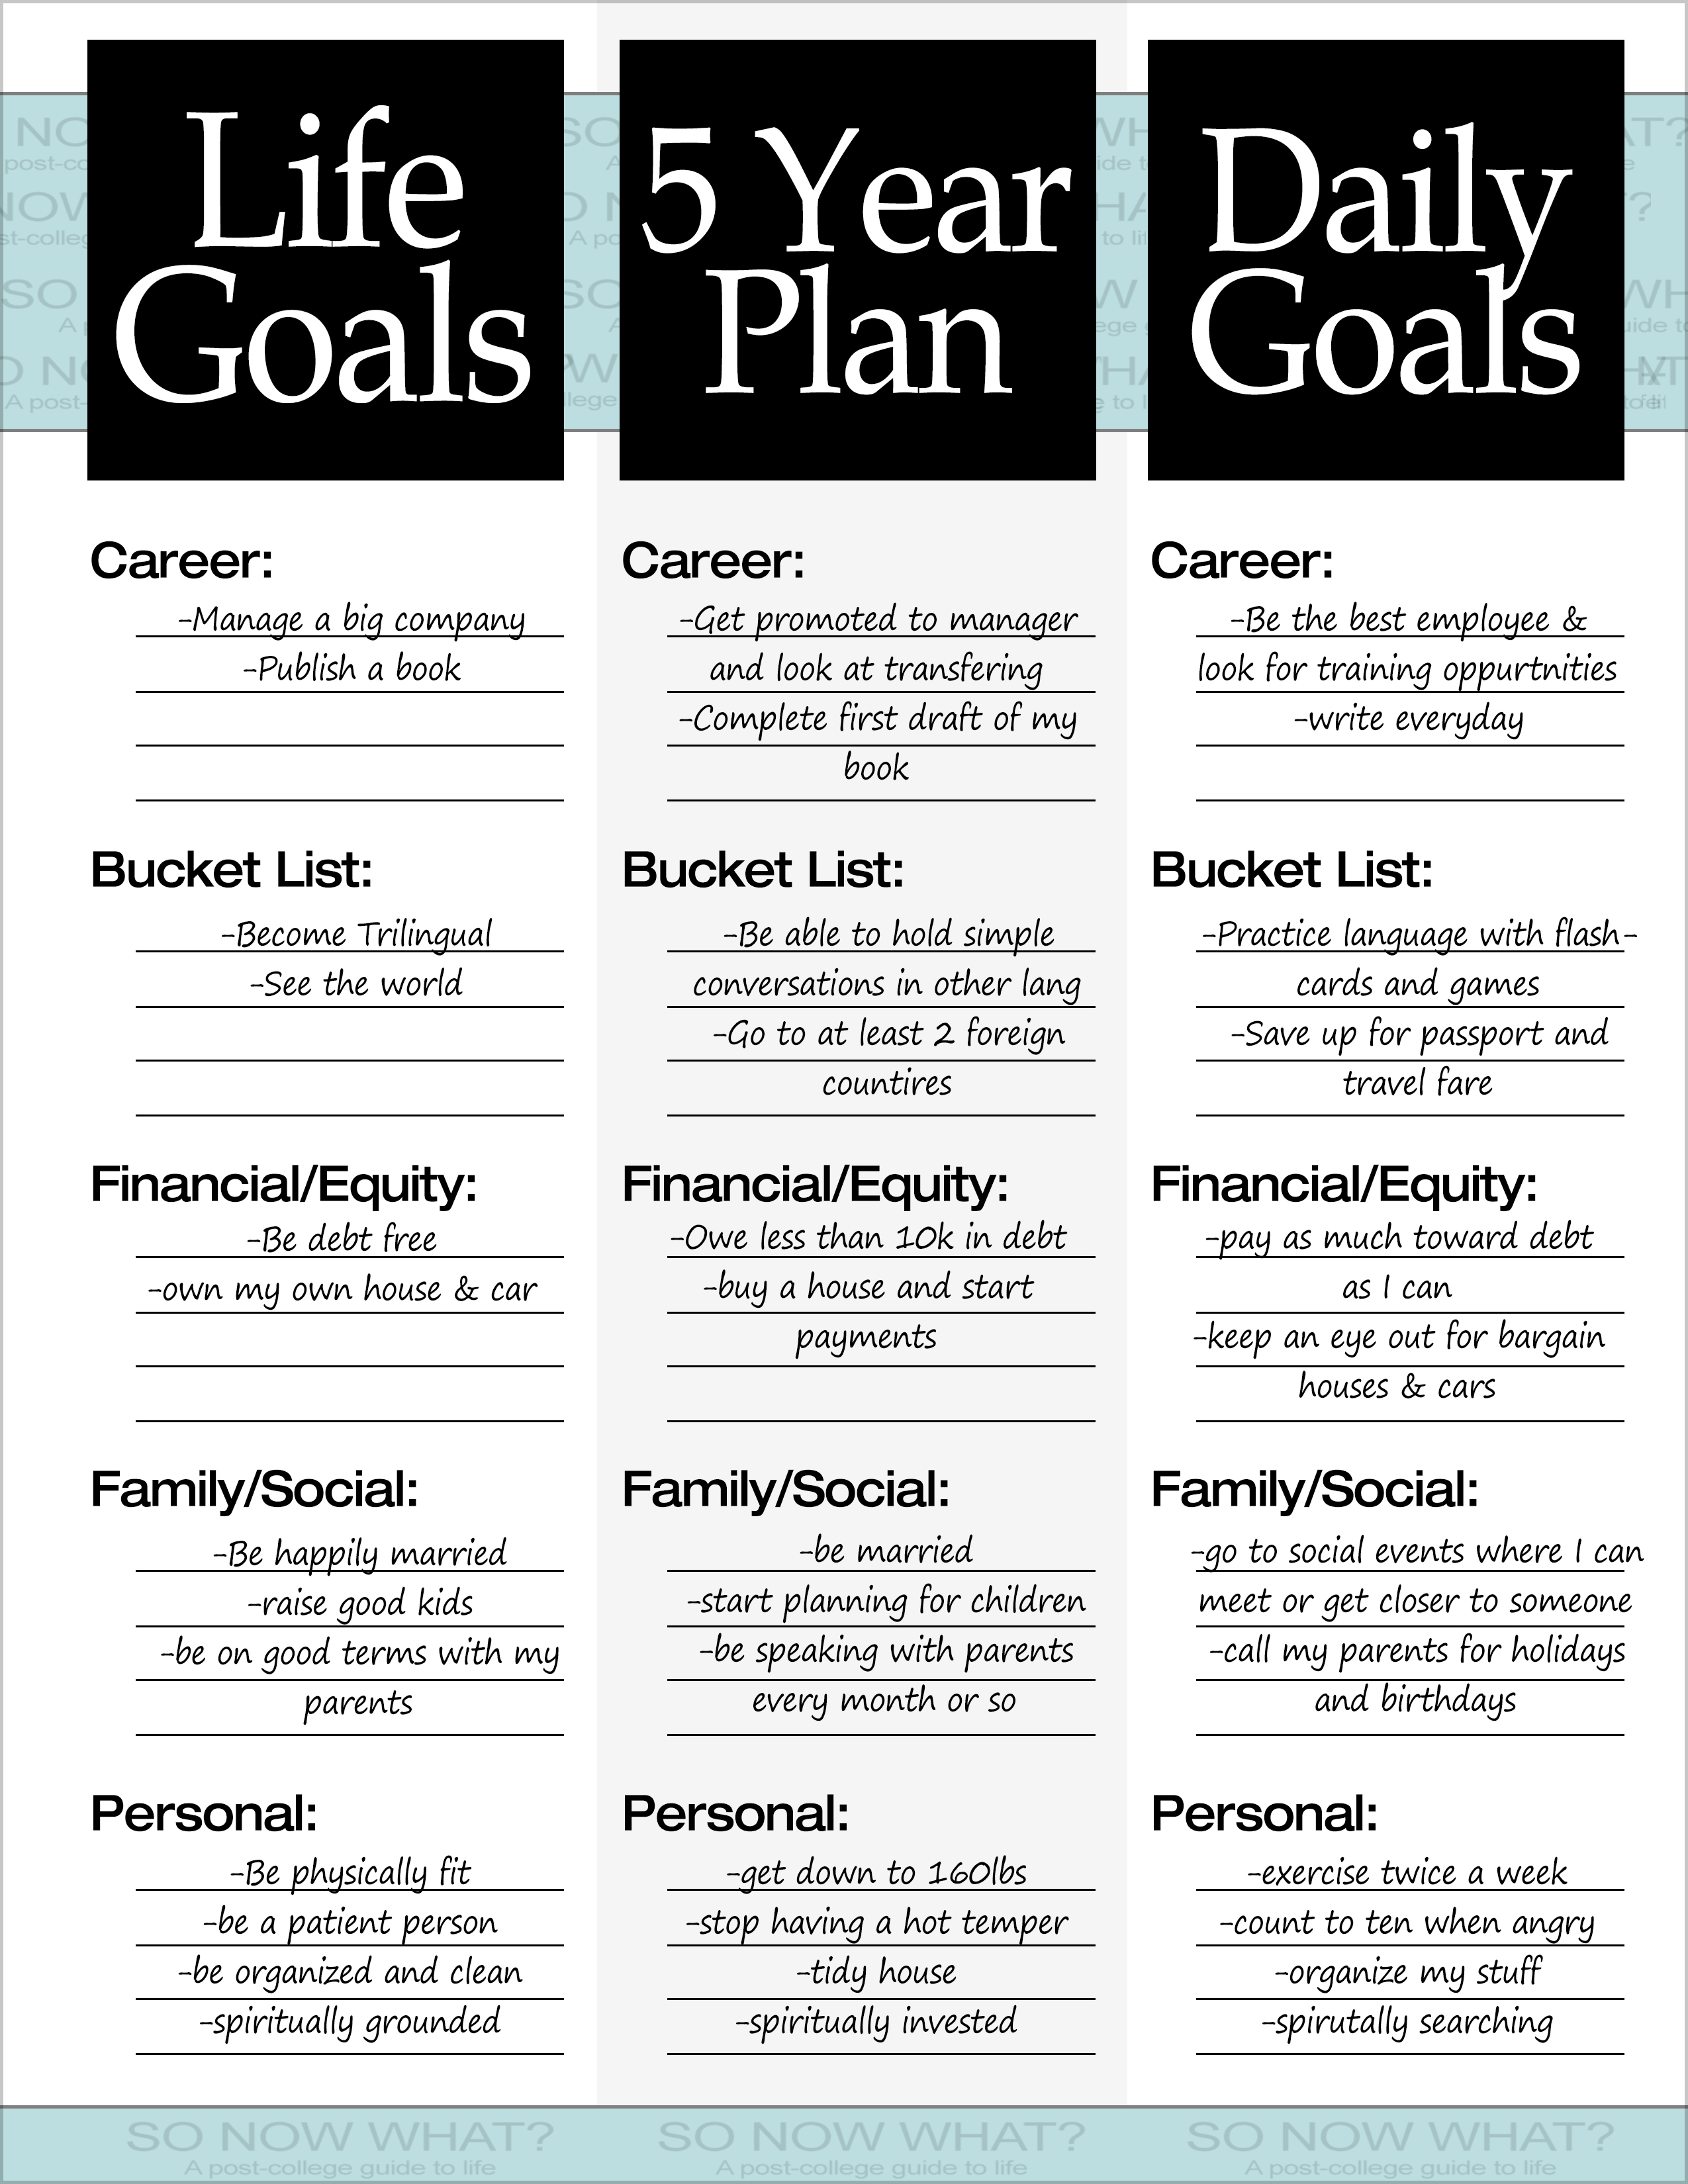 Life
Goals
Career:
-Manage a big company
-Publish a book
Bucket List:
-Become Trilingual
-See the world
Financial/Equity:
-Be debt free
-own my own house & car
Family/Social:
-Be happily married
-raise good kids
-be on good terms with my
parents
Personal:
-Be physically fit
-be a patient person
-be organized and clean
-spiritually grounded
5 Year
Plan
Career:
-Get promoted to manager
and look at transfering
-Complete first draft of my
book
Bucket List:
-Be able to hold simple
conversations in other lang
-Go to at least 2 foreign
countires
Financial/Equity:
-Owe less than 10k in debt
-buy a house and start
payments
Family/Social:
-be married
-start planning for children
-be speaking with parents
every month or so
Personal:
-get down to 160lbs
-stop having a hot temper
-tidy house
-spiritually invested
Daily
Goals
Career:
-Be the best employee &
look for training oppurtnities
-write everyday
Bucket List:
-Practice language with flash-
cards and games
-Save up for passport and
travel fare
Financial/Equity:
-pay as much toward debt
as I can
-keep an eye out for bargain
houses & cars
Family/Social:
-go to social events where I can
meet or get closer to someone
-call my parents for holidays
and birthdays
Personal:
-exercise twice a week
-count to ten when angry
-organize my stuff
-spirutally searching
SO NOW WHAT?
A post-college guide to life
SO NOW WHAT?
A post-college guide to life
SO NOW WHAT?
A post-college guide to life